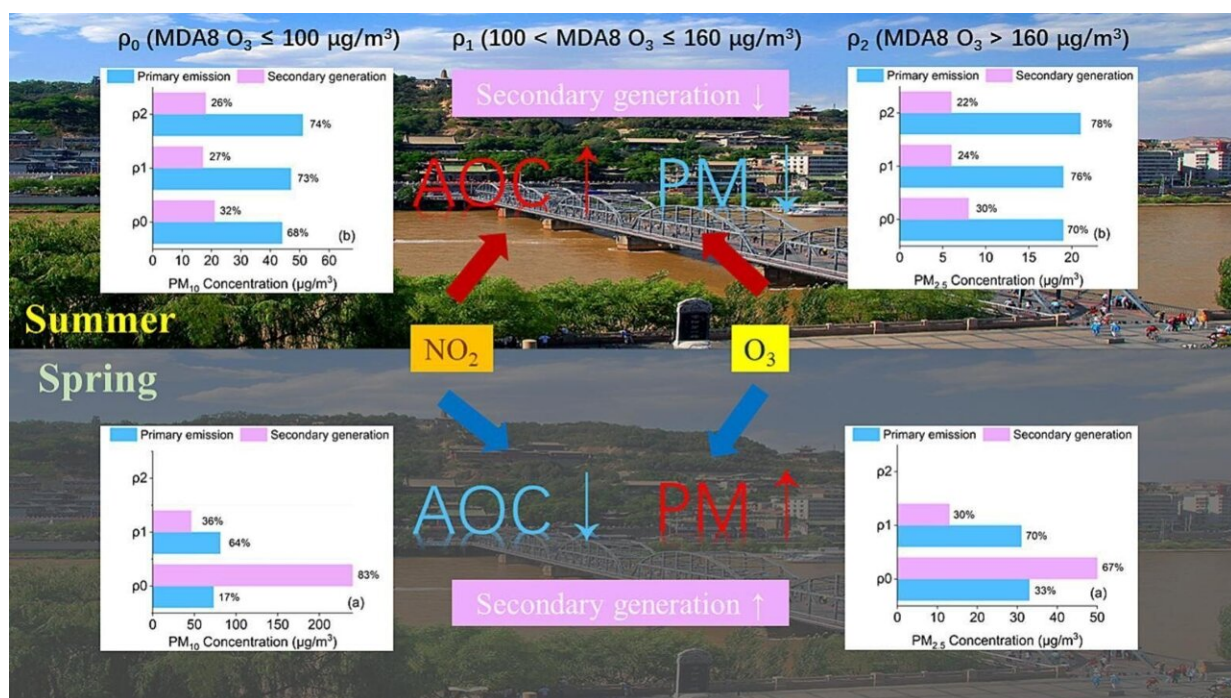 ρ₀ (MDA8 O₃ ≤ 100 μg/m³)
ρ₁ (100 < MDA8 O₃ ≤ 160 μg/m³)
ρ₂ (MDA8 O₃ > 160 μg/m³)
Primary emission Secondary generation
ρ2
26%
74%
ρ1
27%
73%
ρ0
32%
68%
(b)
0 10 20 30 40 50 60
PM₁₀ Concentration (μg/m³)
Secondary generation ↓
AOC ↑ PM ↓
Primary emission Secondary generation
ρ2
22%
78%
ρ1
24%
76%
ρ0
30%
70%
(b)
0 5 10 15 20
PM₂.₅ Concentration (μg/m³)
Summer
NO₂
O₃
Spring
Primary emission Secondary generation
ρ2
ρ1
36%
64%
ρ0
83%
17%
(a)
0 50 100 150 200
PM₁₀ Concentration (μg/m³)
AOC ↓ PM ↑
Secondary generation ↑
Primary emission Secondary generation
ρ2
ρ1
30%
70%
ρ0
67%
33%
(a)
0 10 20 30 40 50
PM₂.₅ Concentration (μg/m³)